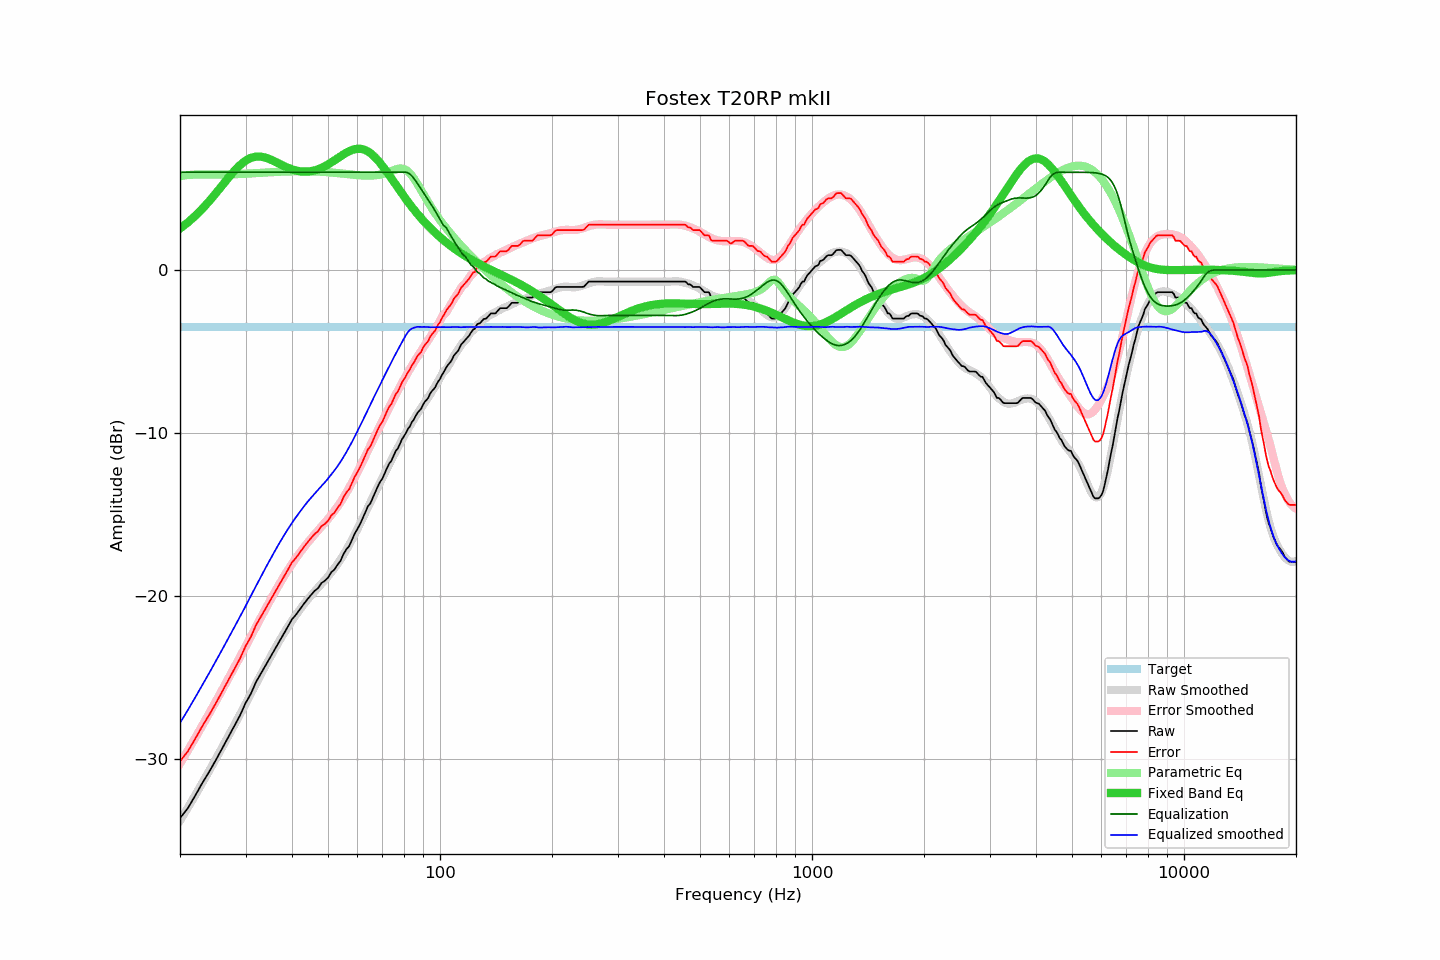 Fostex T20RP mkII
0
−10
−20
−30
Amplitude (dBr)
100
1000
10000
Frequency (Hz)
Target
Raw Smoothed
Error Smoothed
Raw
Error
Parametric Eq
Fixed Band Eq
Equalization
Equalized smoothed